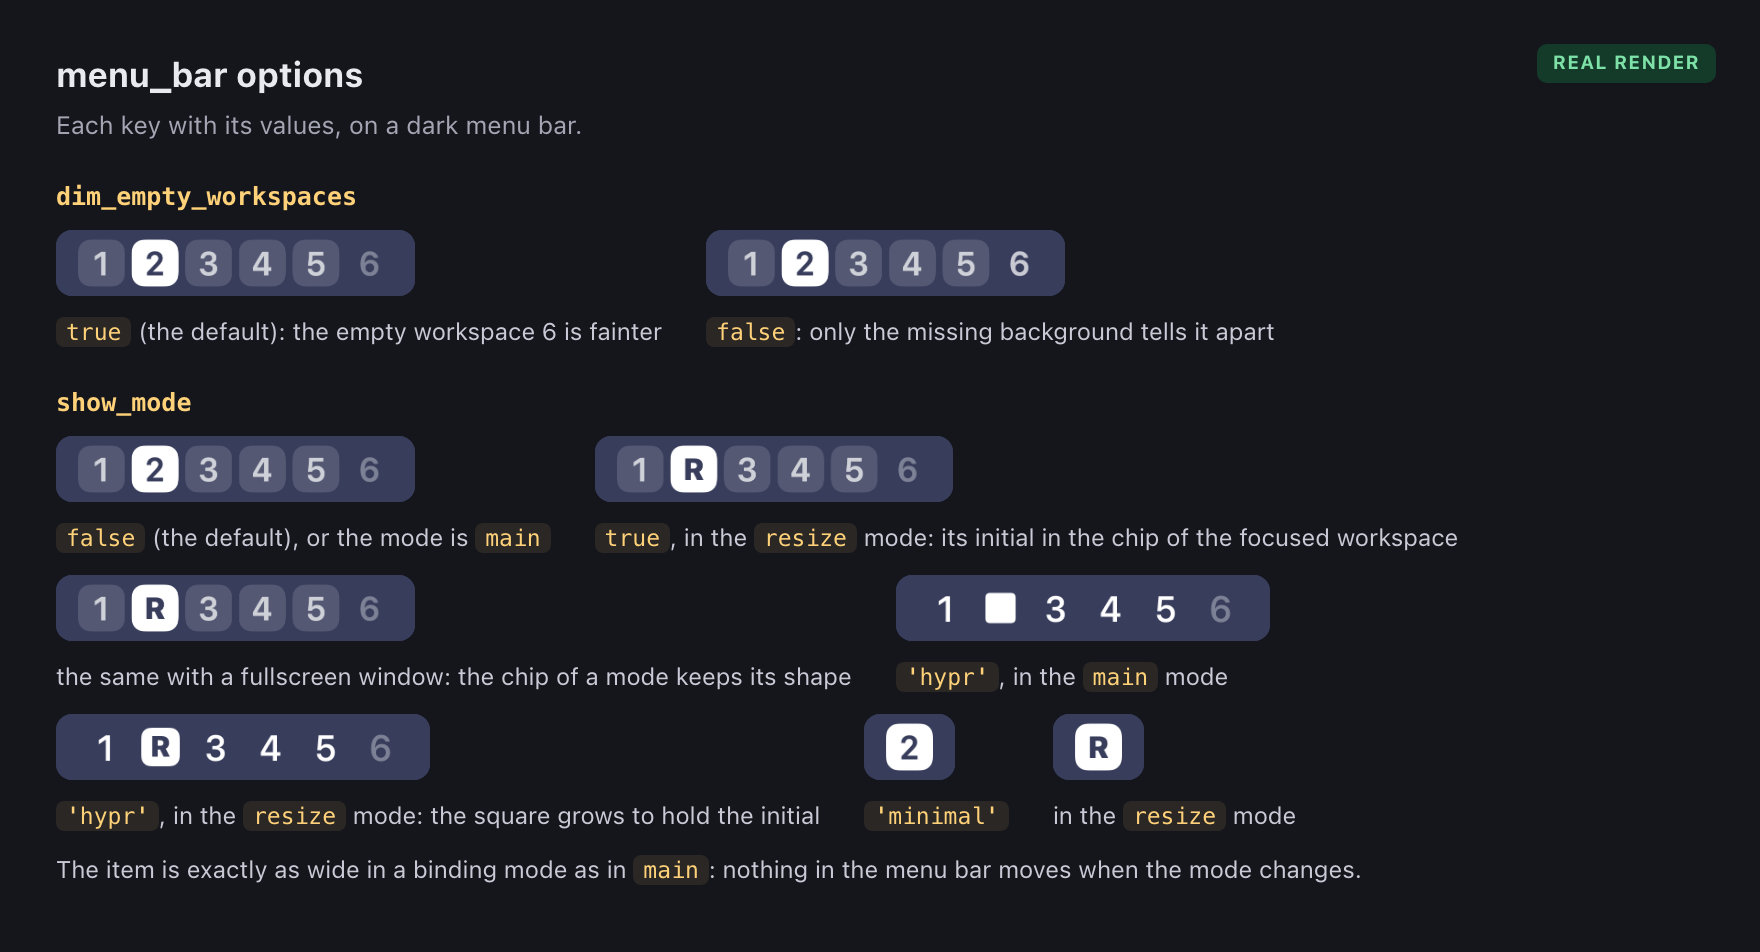 menu_bar options
REAL RENDER
Each key with its values, on a dark menu bar.
dim_empty_workspaces
1 2 3 4 5 6
1 2 3 4 5 6
true (the default): the empty workspace 6 is fainter
false: only the missing background tells it apart
show_mode
1 2 3 4 5 6
1 R 3 4 5 6
false (the default), or the mode is main
true, in the resize mode: its initial in the chip of the focused workspace
1 R 3 4 5 6
1 3 4 5 6
the same with a fullscreen window: the chip of a mode keeps its shape
'hypr', in the main mode
1 R 3 4 5 6
2
R
'hypr', in the resize mode: the square grows to hold the initial
'minimal'
in the resize mode
The item is exactly as wide in a binding mode as in main: nothing in the menu bar moves when the mode changes.